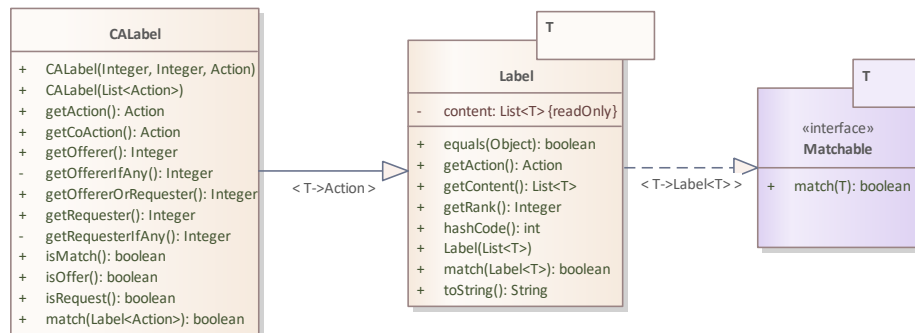 CALabel
+ CALabel(Integer, Integer, Action)
+ CALabel(List<Action>)
+ getAction(): Action
+ getCoAction(): Action
+ getOfferer(): Integer
- getOffererIfAny(): Integer
+ getOffererOrRequester(): Integer
+ getRequester(): Integer
- getRequesterIfAny(): Integer
+ isMatch(): boolean
+ isOffer(): boolean
+ isRequest(): boolean
+ match(Label<Action>): boolean
< T->Action >
T
Label
- content: List<T> {readOnly}
+ equals(Object): boolean
+ getAction(): Action
+ getContent(): List<T>
+ getRank(): Integer
+ hashCode(): int
+ Label(List<T>)
+ match(Label<T>): boolean
+ toString(): String
< T->Label<T> >
T
«interface»
Matchable
+ match(T): boolean